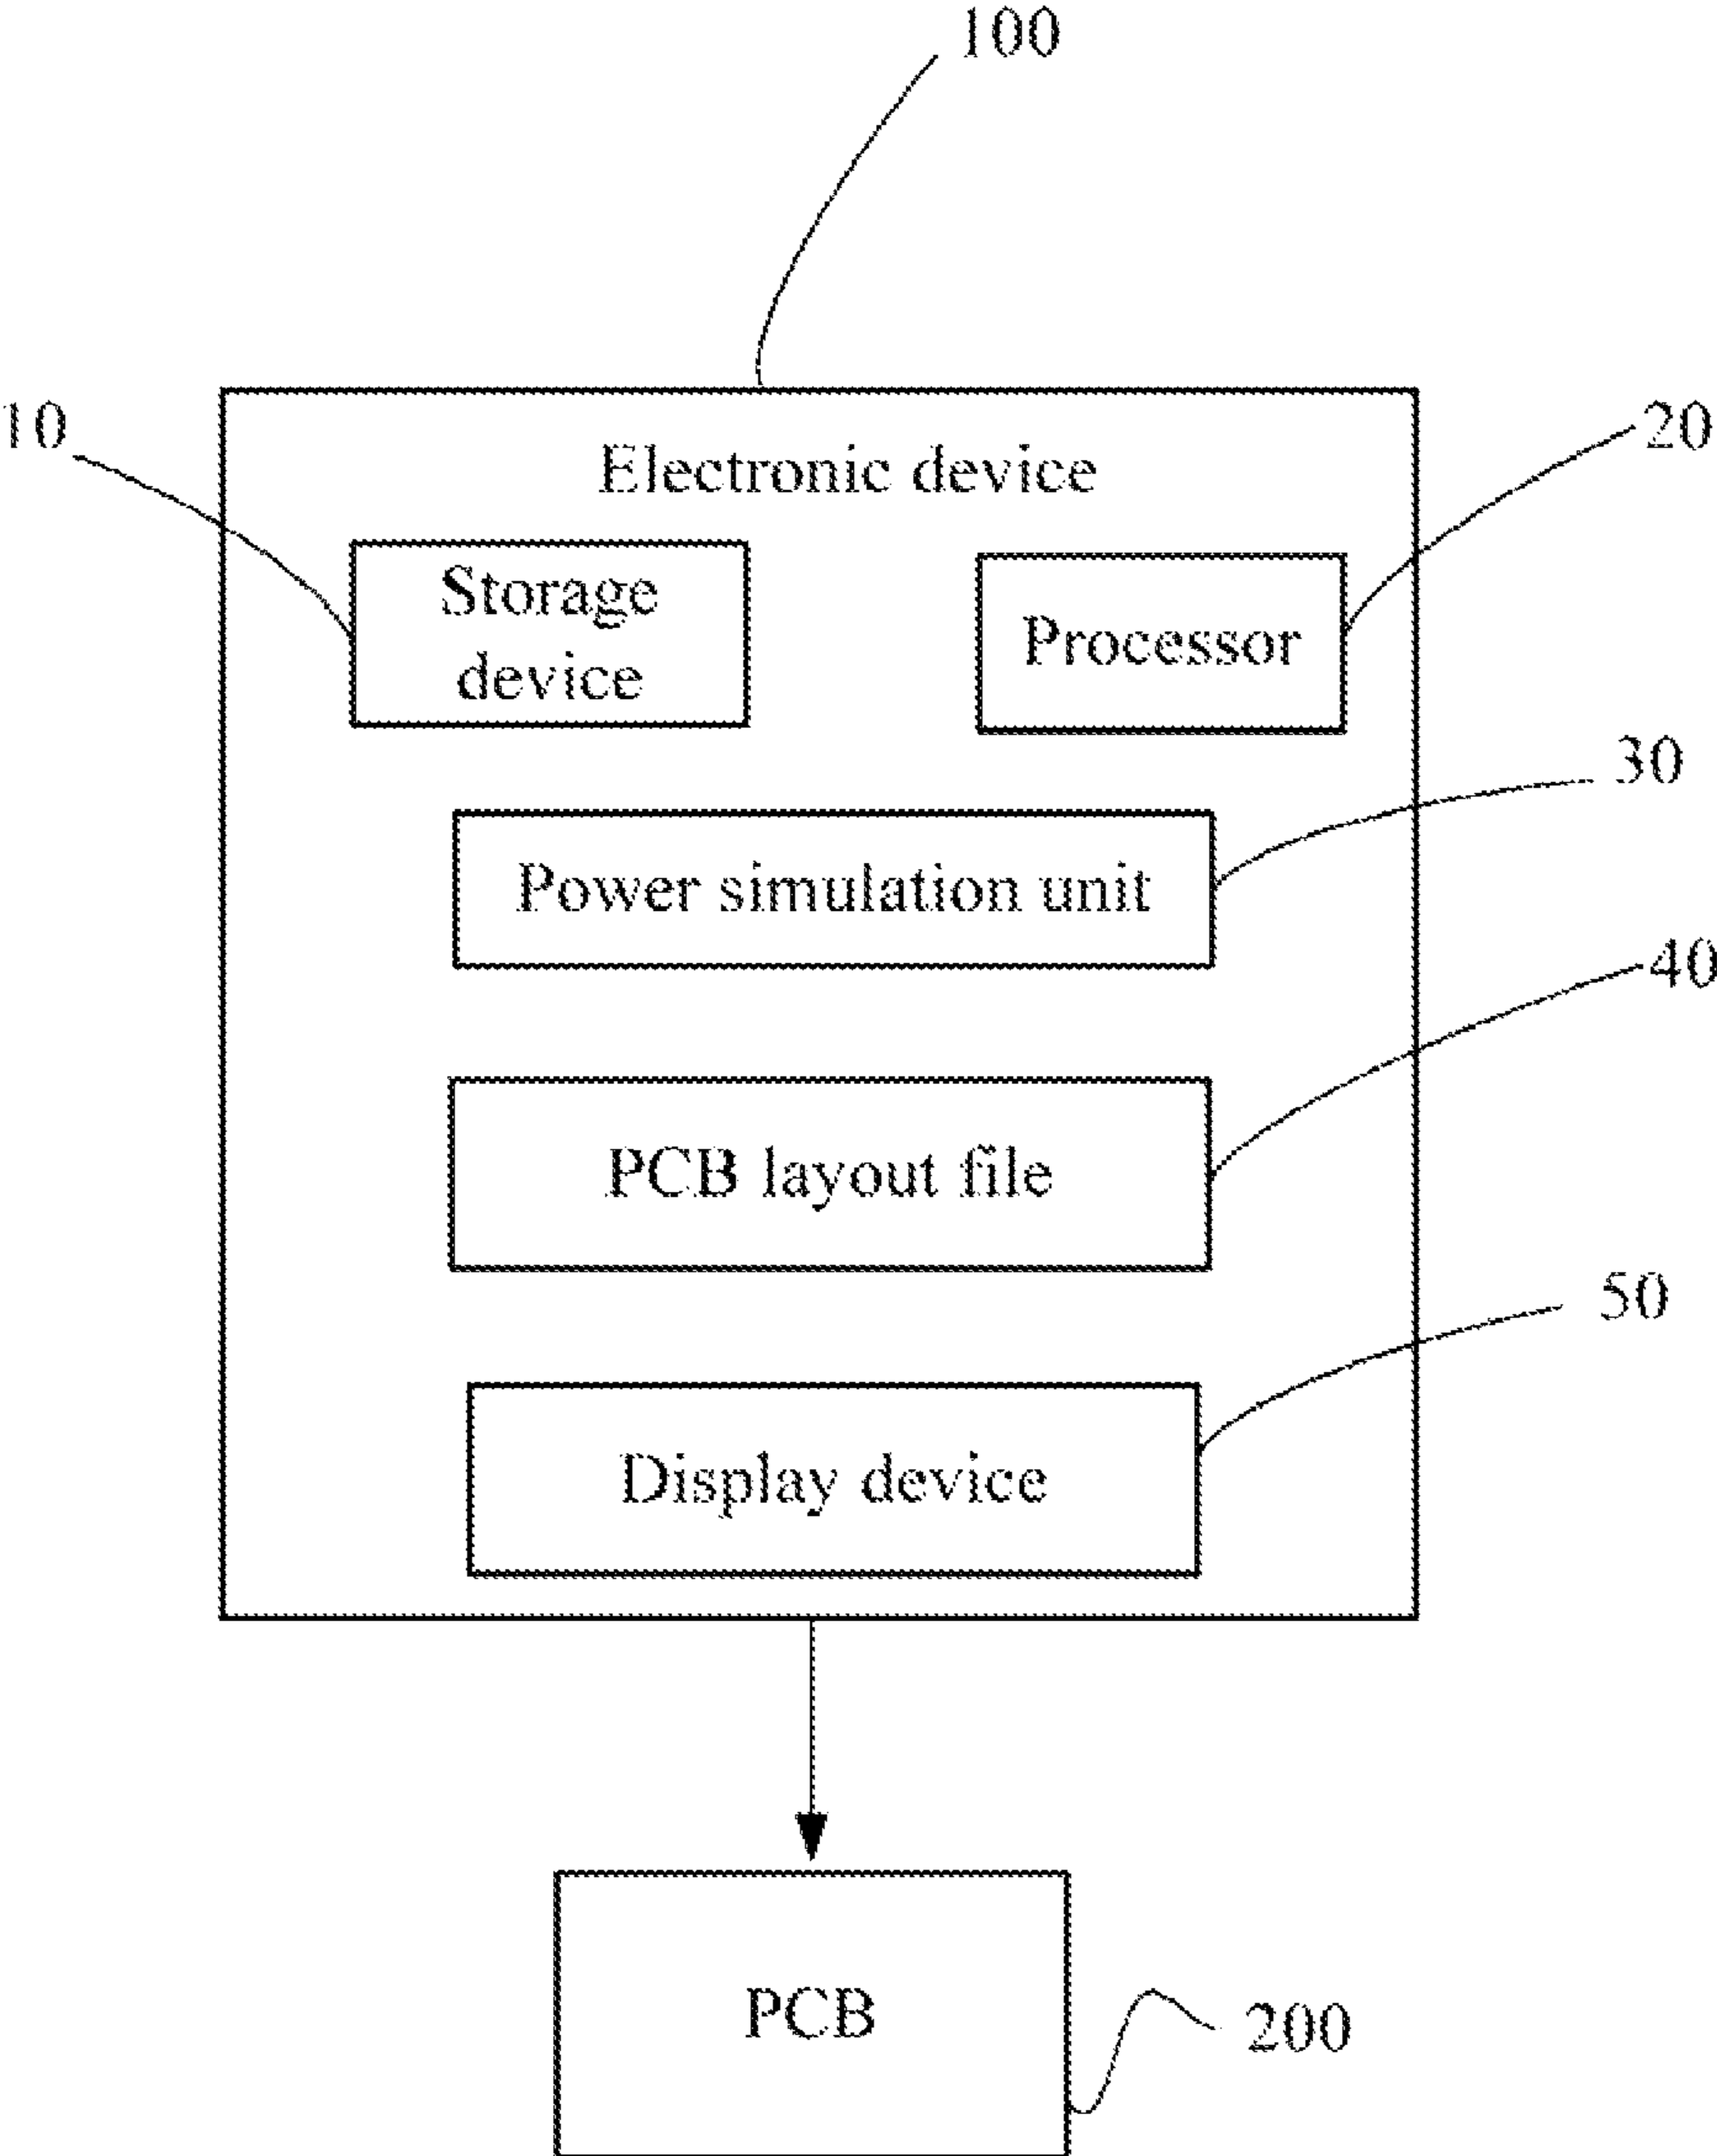 100
10
Electronic device
20
Storage
device
Processor
30
Power simulation unit
40
PCB layout file
50
Display device
PCB
200